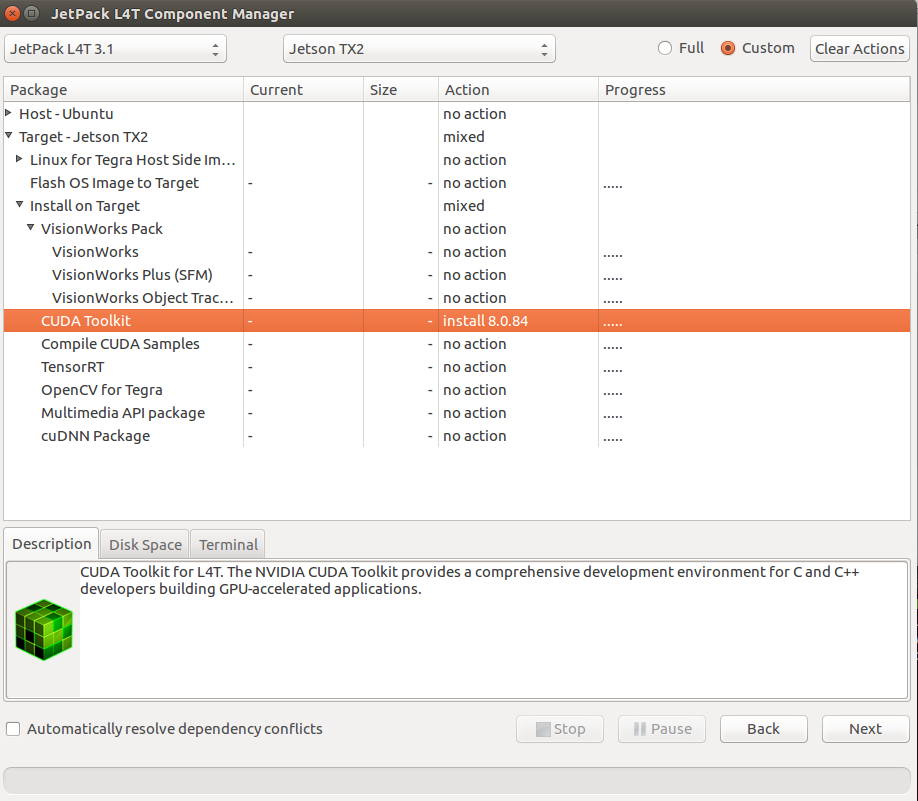 JetPack L4T Component Manager
JetPack L4T 3.1 Jetson TX2 Full Custom Clear Actions
Package Current Size Action Progress
Host - Ubuntu no action
Target - Jetson TX2 mixed
Linux for Tegra Host Side Im... no action
Flash OS Image to Target - - no action .....
Install on Target mixed
VisionWorks Pack no action
VisionWorks - - no action .....
VisionWorks Plus (SFM) - - no action .....
VisionWorks Object Trac... - - no action .....
CUDA Toolkit - - install 8.0.84 .....
Compile CUDA Samples - - no action .....
TensorRT - - no action .....
OpenCV for Tegra - - no action .....
Multimedia API package - - no action .....
cuDNN Package - - no action .....
Description Disk Space Terminal
CUDA Toolkit for L4T. The NVIDIA CUDA Toolkit provides a comprehensive development environment for C and C++
developers building GPU-accelerated applications.
Automatically resolve dependency conflicts Stop Pause Back Next